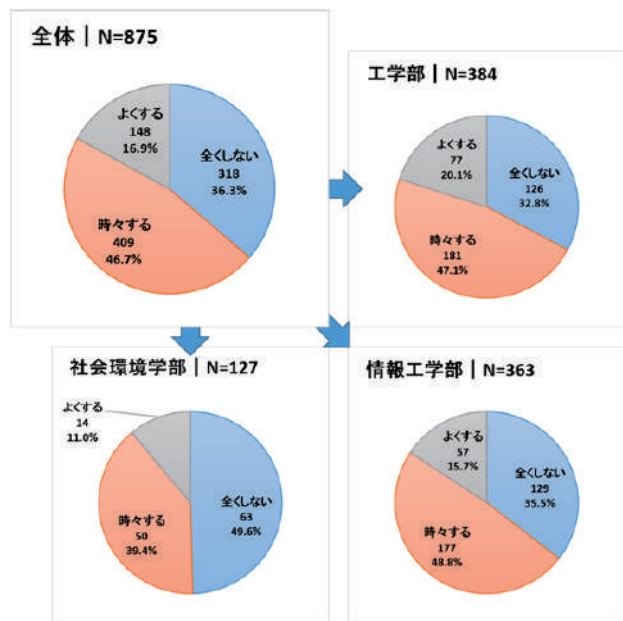 全体 | N=875
よくする
148
16.9%
全くしない
318
36.3%
時々する
409
46.7%
工学部 | N=384
よくする
77
20.1%
全くしない
126
32.8%
時々する
181
47.1%
社会環境学部 | N=127
よくする
14
11.0%
全くしない
63
49.6%
時々する
50
39.4%
情報工学部 | N=363
よくする
57
15.7%
全くしない
129
35.5%
時々する
177
48.8%